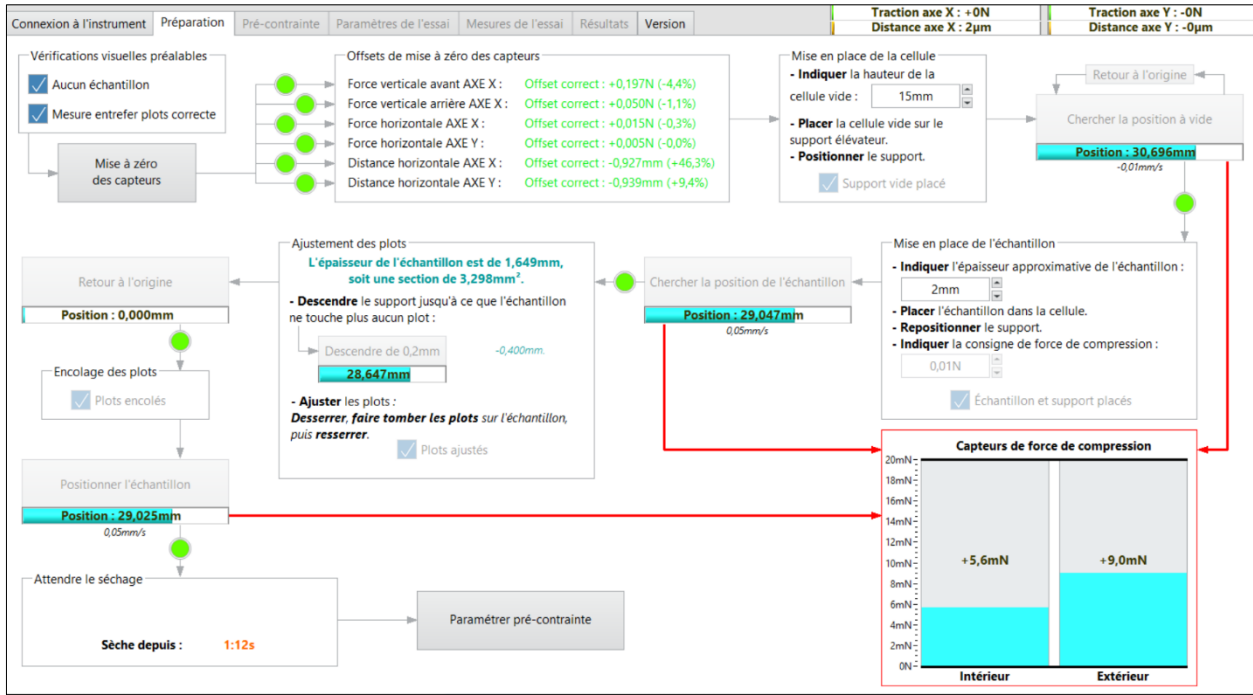 Connexion à l'instrument Préparation Pré-contrainte Paramètres de l'essai Mesures de l'essai Résultats Version
Traction axe X : +0N
Distance axe X : 2µm
Traction axe Y : -0N
Distance axe Y : -0µm
Vérifications visuelles préalables
Aucun échantillon
Mesure entrefer plots correcte
Mise à zéro
des capteurs
Offsets de mise à zéro des capteurs
Force verticale avant AXE X : Offset correct : +0,197N (-4,4%)
Force verticale arrière AXE X : Offset correct : +0,050N (-1,1%)
Force horizontale AXE X : Offset correct : +0,015N (-0,3%)
Force horizontale AXE Y : Offset correct : +0,005N (-0,0%)
Distance horizontale AXE X : Offset correct : -0,927mm (+46,3%)
Distance horizontale AXE Y : Offset correct : -0,939mm (+9,4%)
Mise en place de la cellule
- Indiquer la hauteur de la
cellule vide : 15mm
- Placer la cellule vide sur le
support élévateur.
- Positionner le support.
Support vide placé
Retour à l'origine
Chercher la position à vide
Position : 30,696mm
-0,01mm/s
Mise en place de l'échantillon
- Indiquer l'épaisseur approximative de l'échantillon :
2mm
- Placer l'échantillon dans la cellule.
- Repositionner le support.
- Indiquer la consigne de force de compression :
0,01N
Échantillon et support placés
Chercher la position de l'échantillon
Position : 29,047mm
0,05mm/s
Ajustement des plots
L'épaisseur de l'échantillon est de 1,649mm,
soit une section de 3,298mm².
- Descendre le support jusqu'à ce que l'échantillon
ne touche plus aucun plot :
Descendre de 0,2mm -0,400mm.
28,647mm
- Ajuster les plots :
Desserrer, faire tomber les plots sur l'échantillon,
puis resserrer.
Plots ajustés
Retour à l'origine
Position : 0,000mm
Encolage des plots
Plots encolés
Positionner l'échantillon
Position : 29,025mm
0,05mm/s
Attendre le séchage
Sèche depuis : 1:12s
Paramétrer pré-contrainte
Capteurs de force de compression
20mN
18mN
16mN
14mN
12mN
10mN
8mN
6mN
4mN
2mN
0N
+5,6mN +9,0mN
Intérieur Extérieur